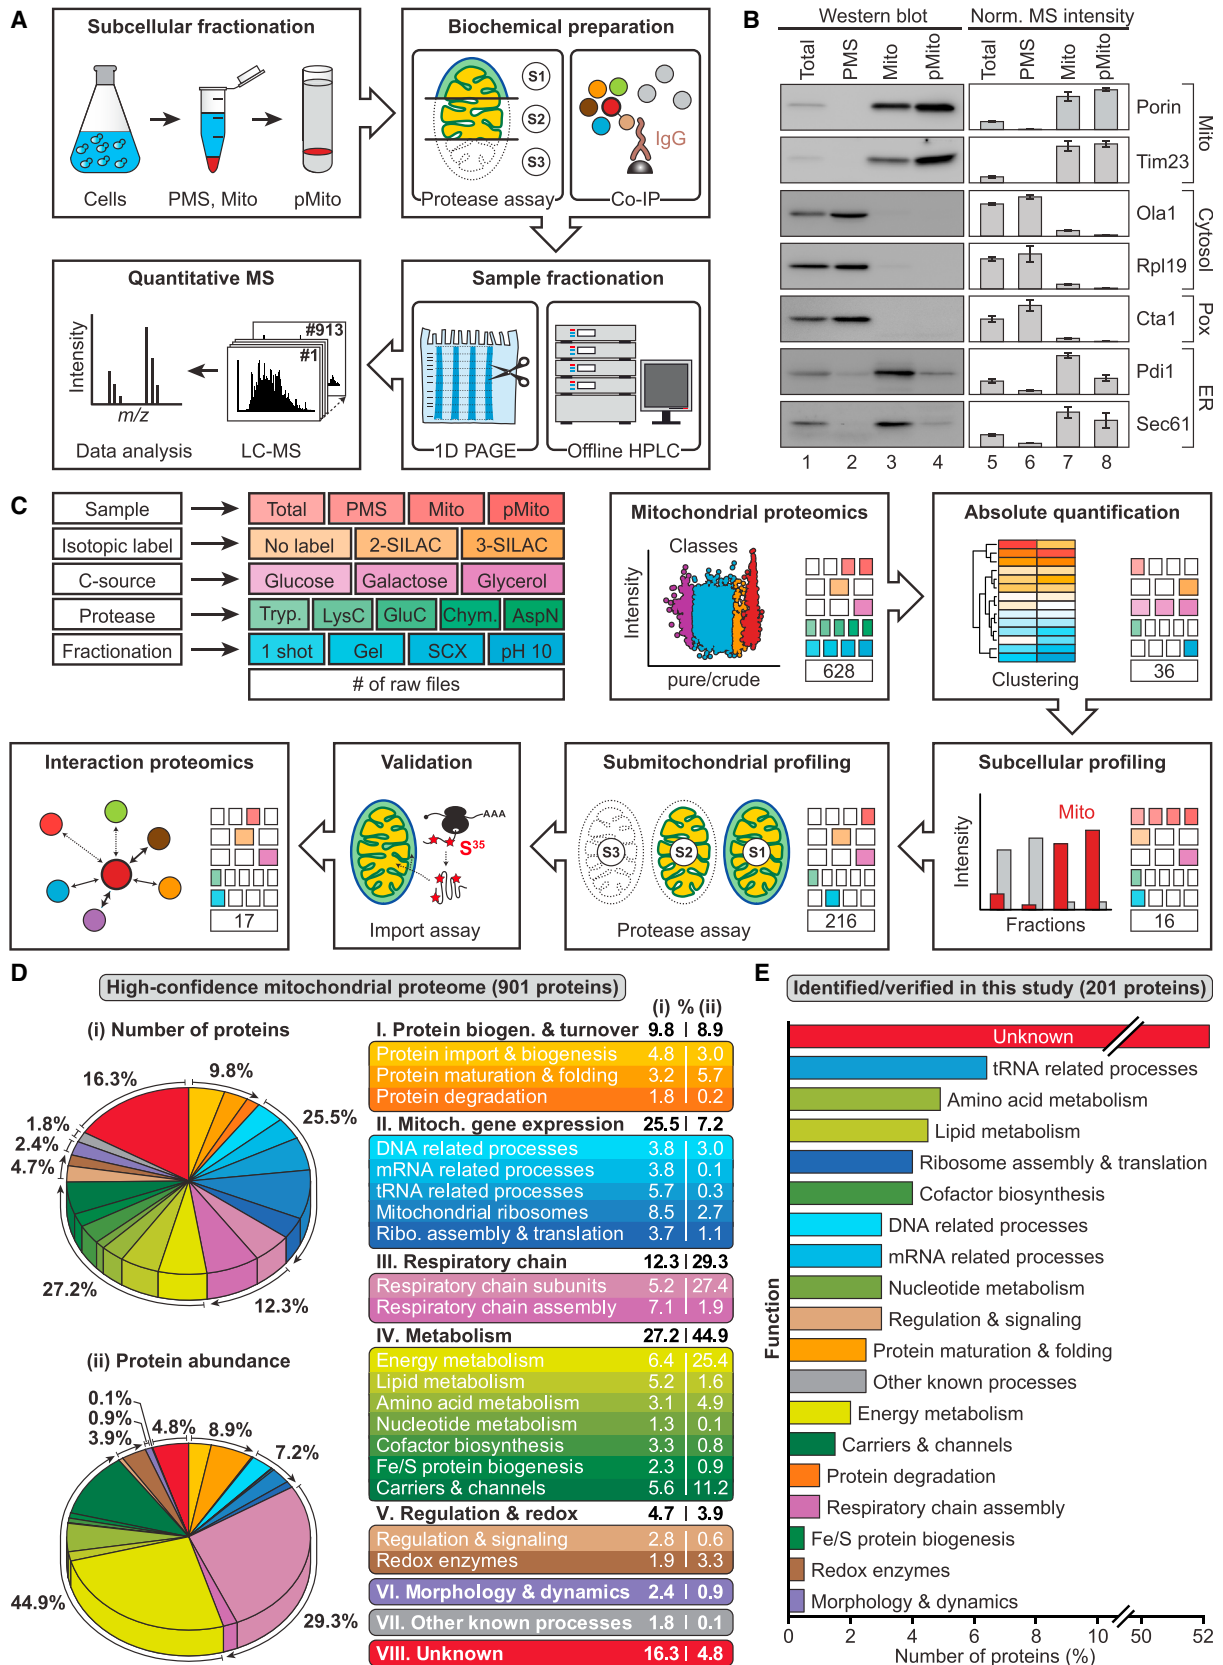 A
Subcellular fractionation
Cells
PMS, Mito
pMito
Biochemical preparation
S1
S2
S3
Protease assay
IgG
Co-IP
Quantitative MS
Intensity
m/z
Data analysis
#913
#1
LC-MS
Sample fractionation
1D PAGE
Offline HPLC
B
Western blot
Norm. MS intensity
Total
PMS
Mito
pMito
Total
PMS
Mito
pMito
Porin
Tim23
Mito
Ola1
Rpl19
Cytosol
Cta1
Pox
Pdi1
Sec61
ER
1 2 3 4 5 6 7 8
C
Sample
Total PMS Mito pMito
Isotopic label
No label 2-SILAC 3-SILAC
C-source
Glucose Galactose Glycerol
Protease
Tryp. LysC GluC Chym. AspN
Fractionation
1 shot Gel SCX pH 10
# of raw files
Mitochondrial proteomics
Classes
Intensity
pure/crude
628
Absolute quantification
Clustering
36
Interaction proteomics
17
Validation
AAA
S35
Import assay
Submitochondrial profiling
S3
S2
S1
Protease assay
216
Subcellular profiling
Mito
Intensity
Fractions
16
D
High-confidence mitochondrial proteome (901 proteins)
(i) Number of proteins
16.3%
9.8%
25.5%
1.8%
2.4%
4.7%
27.2%
12.3%
(ii) Protein abundance
0.1%
0.9%
3.9%
4.8%
8.9%
7.2%
44.9%
29.3%
(i) % (ii)
I. Protein biogen. & turnover 9.8 | 8.9
Protein import & biogenesis 4.8 3.0
Protein maturation & folding 3.2 5.7
Protein degradation 1.8 0.2
II. Mitoch. gene expression 25.5 | 7.2
DNA related processes 3.8 3.0
mRNA related processes 3.8 0.1
tRNA related processes 5.7 0.3
Mitochondrial ribosomes 8.5 2.7
Ribo. assembly & translation 3.7 1.1
III. Respiratory chain 12.3 | 29.3
Respiratory chain subunits 5.2 27.4
Respiratory chain assembly 7.1 1.9
IV. Metabolism 27.2 | 44.9
Energy metabolism 6.4 25.4
Lipid metabolism 5.2 1.6
Amino acid metabolism 3.1 4.9
Nucleotide metabolism 1.3 0.1
Cofactor biosynthesis 3.3 0.8
Fe/S protein biogenesis 2.3 0.9
Carriers & channels 5.6 11.2
V. Regulation & redox 4.7 | 3.9
Regulation & signaling 2.8 0.6
Redox enzymes 1.9 3.3
VI. Morphology & dynamics 2.4 | 0.9
VII. Other known processes 1.8 | 0.1
VIII. Unknown 16.3 | 4.8
E
Identified/verified in this study (201 proteins)
Function
Unknown
tRNA related processes
Amino acid metabolism
Lipid metabolism
Ribosome assembly & translation
Cofactor biosynthesis
DNA related processes
mRNA related processes
Nucleotide metabolism
Regulation & signaling
Protein maturation & folding
Other known processes
Energy metabolism
Carriers & channels
Protein degradation
Respiratory chain assembly
Fe/S protein biogenesis
Redox enzymes
Morphology & dynamics
0 2 4 6 8 10 50 52
Number of proteins (%)